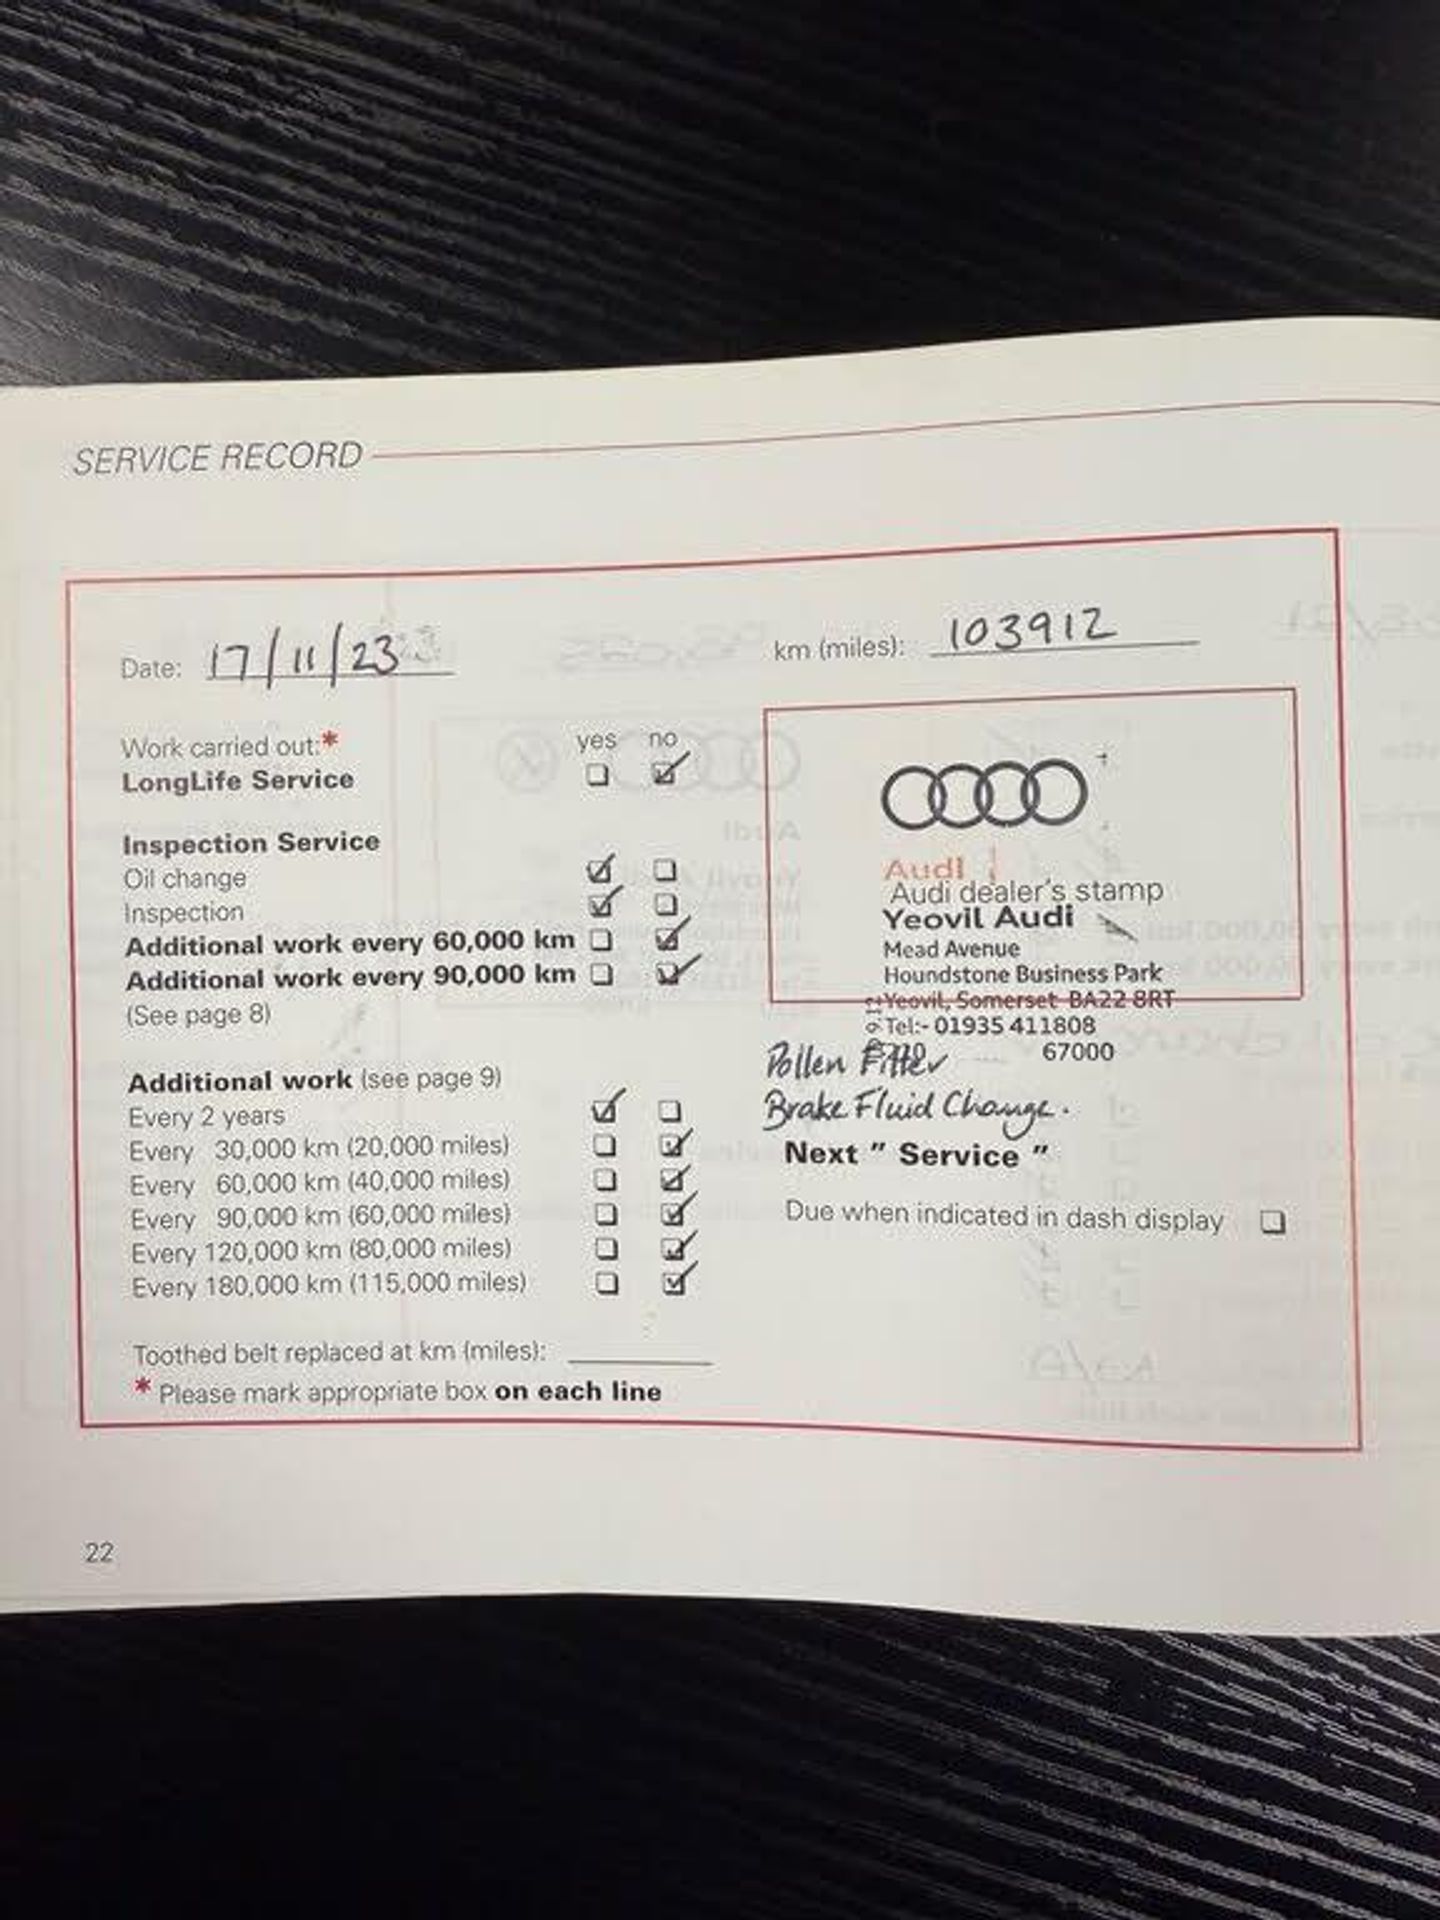 SERVICE RECORD
Date: 17/11/23
km (miles): 103912
Work carried out:* yes no
LongLife Service
Inspection Service
Oil change
Inspection
Additional work every 60,000 km
Additional work every 90,000 km
(See page 8)
Additional work (see page 9)
Every 2 years
Every 30,000 km (20,000 miles)
Every 60,000 km (40,000 miles)
Every 90,000 km (60,000 miles)
Every 120,000 km (80,000 miles)
Every 180,000 km (115,000 miles)
Toothed belt replaced at km (miles):
* Please mark appropriate box on each line
Audi
Audi dealer's stamp
Yeovil Audi
Mead Avenue
Houndstone Business Park
Yeovil, Somerset BA22 8RT
Tel:- 01935 411808
67000
Pollen Filter
Brake Fluid Change.
Next " Service "
Due when indicated in dash display
22